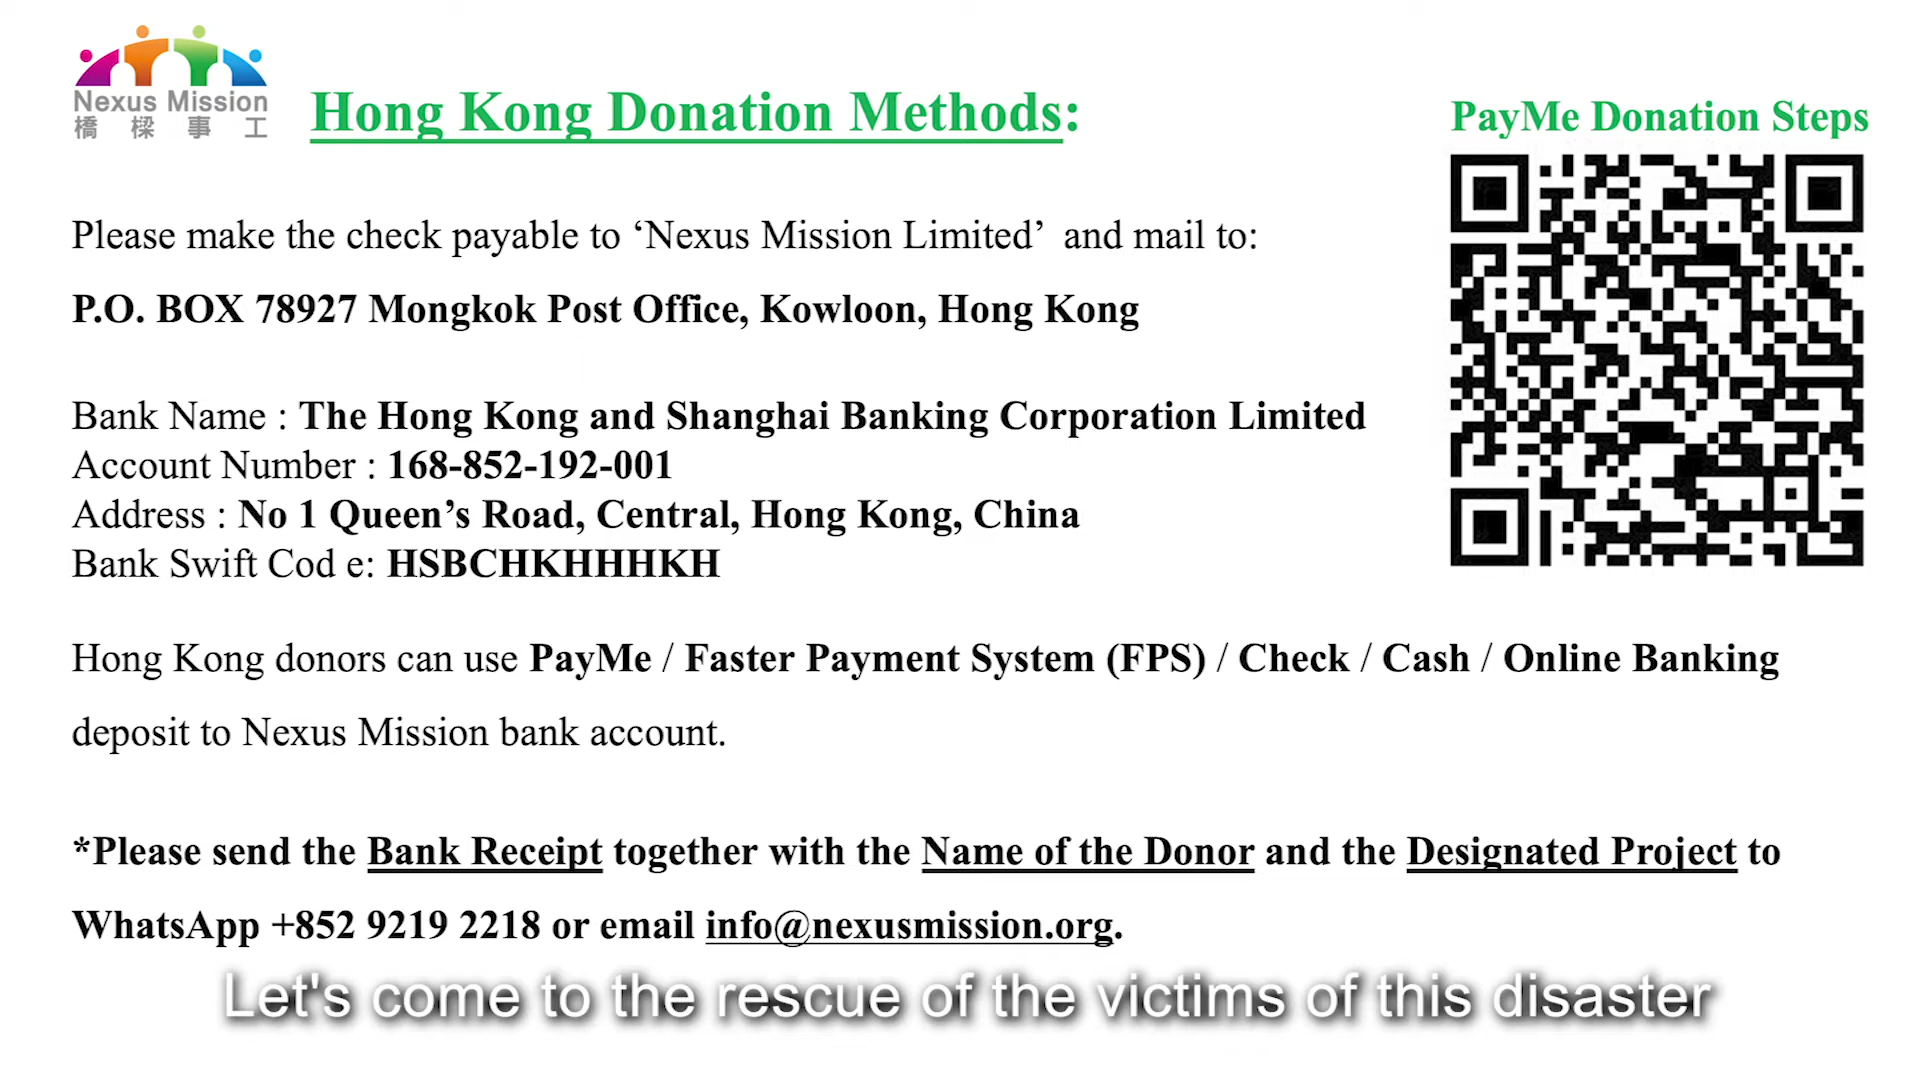 Nexus Mission
橋樑事工
Hong Kong Donation Methods:
PayMe Donation Steps
Please make the check payable to ‘Nexus Mission Limited’ and mail to:
P.O. BOX 78927 Mongkok Post Office, Kowloon, Hong Kong
Bank Name : The Hong Kong and Shanghai Banking Corporation Limited
Account Number : 168-852-192-001
Address : No 1 Queen’s Road, Central, Hong Kong, China
Bank Swift Cod e: HSBCHKHHHKH
Hong Kong donors can use PayMe / Faster Payment System (FPS) / Check / Cash / Online Banking
deposit to Nexus Mission bank account.
*Please send the Bank Receipt together with the Name of the Donor and the Designated Project to
WhatsApp +852 9219 2218 or email info@nexusmission.org.
Let's come to the rescue of the victims of this disaster